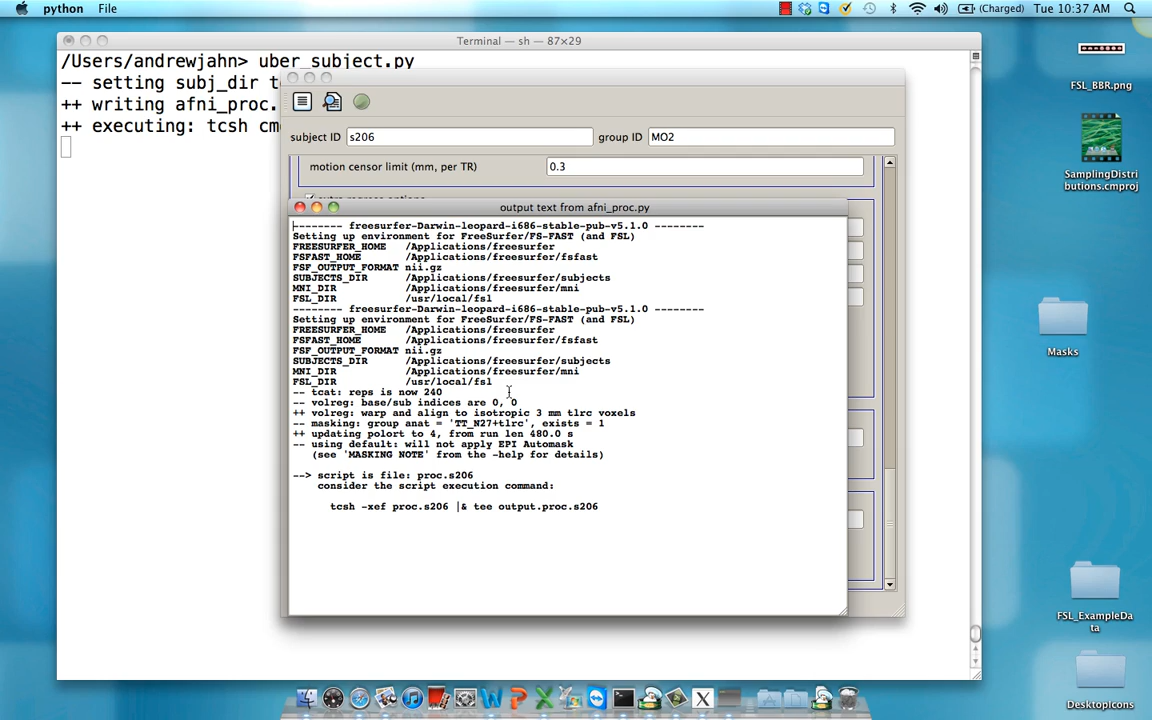 python File (Charged) Tue 10:37 AM
Terminal — sh — 87×29
/Users/andrewjahn> uber_subject.py
-- setting subj_dir t
++ writing afni_proc.
++ executing: tcsh cm
subject ID s206 group ID MO2
motion censor limit (mm, per TR) 0.3
output text from afni_proc.py
-------- freesurfer-Darwin-leopard-i686-stable-pub-v5.1.0 --------
Setting up environment for FreeSurfer/FS-FAST (and FSL)
FREESURFER_HOME /Applications/freesurfer
FSFAST_HOME /Applications/freesurfer/fsfast
FSF_OUTPUT_FORMAT nii.gz
SUBJECTS_DIR /Applications/freesurfer/subjects
MNI_DIR /Applications/freesurfer/mni
FSL_DIR /usr/local/fsl
-------- freesurfer-Darwin-leopard-i686-stable-pub-v5.1.0 --------
Setting up environment for FreeSurfer/FS-FAST (and FSL)
FREESURFER_HOME /Applications/freesurfer
FSFAST_HOME /Applications/freesurfer/fsfast
FSF_OUTPUT_FORMAT nii.gz
SUBJECTS_DIR /Applications/freesurfer/subjects
MNI_DIR /Applications/freesurfer/mni
FSL_DIR /usr/local/fsl
-- tcat: reps is now 240
-- volreg: base/sub indices are 0, 0
++ volreg: warp and align to isotropic 3 mm tlrc voxels
-- masking: group anat = 'TT_N27+tlrc', exists = 1
++ updating polort to 4, from run len 480.0 s
-- using default: will not apply EPI Automask
(see 'MASKING NOTE' from the -help for details)
--> script is file: proc.s206
consider the script execution command:
tcsh -xef proc.s206 |& tee output.proc.s206
FSL_BBR.png
SamplingDistri
butions.cmproj
Masks
FSL_ExampleDa
ta
DesktopIcons